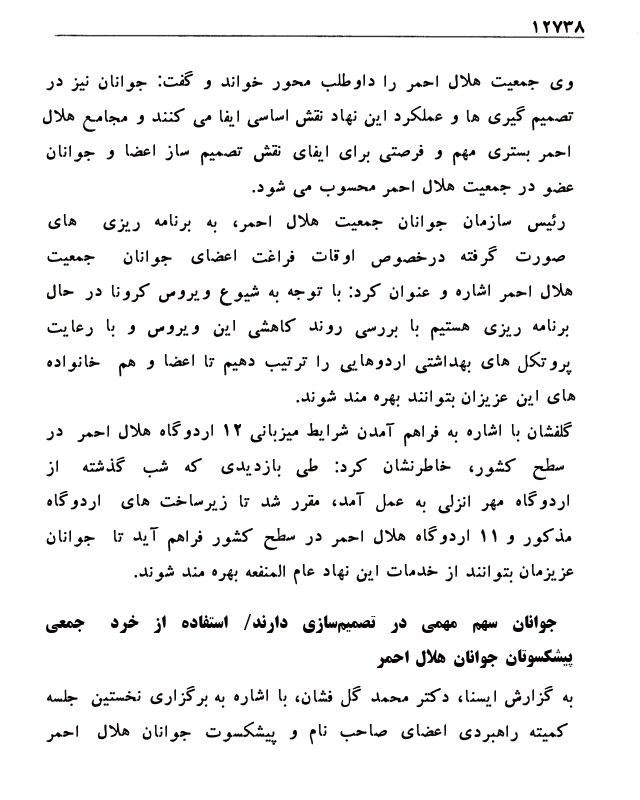 ۱۲۷۳۸
وی جمعیت هلال احمر را داوطلب محور خواند و گفت: جوانان نیز در
تصمیم گیری ها و عملکرد این نهاد نقش اساسی ایفا می کنند و مجامع هلال
احمر بستری مهم و فرصتی برای ایفای نقش تصمیم ساز اعضا و جوانان
عضو در جمعیت هلال احمر محسوب می شود.
رئیس سازمان جوانان جمعیت هلال احمر، به برنامه ریزی های
صورت گرفته درخصوص اوقات فراغت اعضای جوانان جمعیت
هلال احمر اشاره و عنوان کرد: با توجه به شیوع ویروس کرونا در حال
برنامه ریزی هستیم با بررسی روند کاهشی این ویروس و با رعایت
پروتکل های بهداشتی اردوهایی را ترتیب دهیم تا اعضا و هم خانواده
های این عزیزان بتوانند بهره مند شوند.
گلفشان با اشاره به فراهم آمدن شرایط میزبانی ۱۲ اردوگاه هلال احمر در
سطح کشور، خاطرنشان کرد: طی بازدیدی که شب گذشته از
اردوگاه مهر انزلی به عمل آمد، مقرر شد تا زیرساخت های اردوگاه
مذکور و ۱۱ اردوگاه هلال احمر در سطح کشور فراهم آید تا جوانان
عزیزمان بتوانند از خدمات این نهاد عام المنفعه بهره مند شوند.
جوانان سهم مهمی در تصمیم‌سازی دارند/ استفاده از خرد جمعی
پیشکسوتان جوانان هلال احمر
به گزارش ایسنا، دکتر محمد گل فشان، با اشاره به برگزاری نخستین جلسه
کمیته راهبردی اعضای صاحب نام و پیشکسوت جوانان هلال احمر